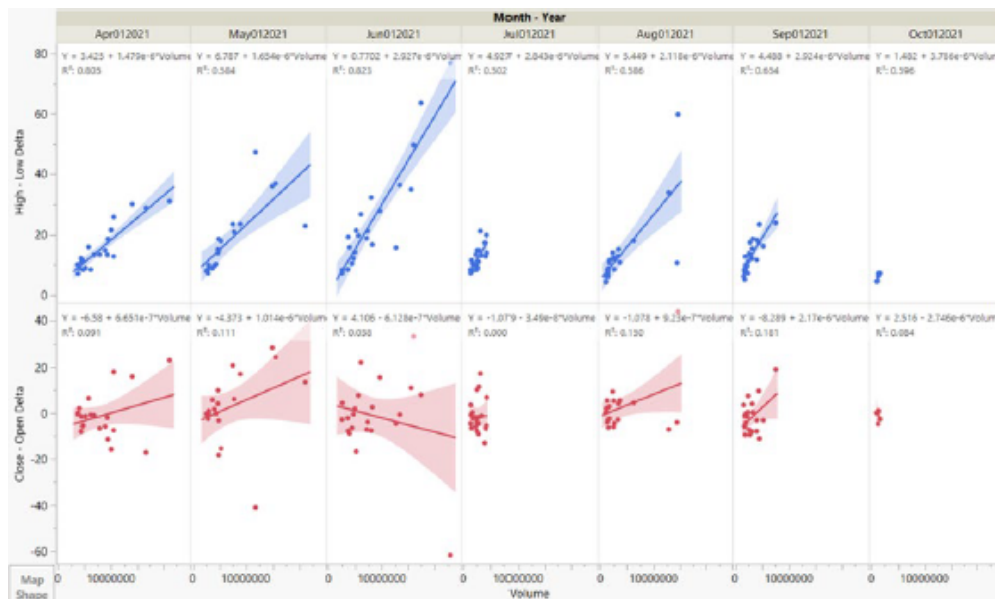 Month - Year
Apr012021 May012021 Jun012021 Jul012021 Aug012021 Sep012021 Oct012021
Y = 3.425 + 1.479e-6*Volume Y = 6.787 + 1.654e-6*Volume Y = 0.7702 + 2.927e-6*Volume Y = 4.927 + 2.843e-6*Volume Y = 5.449 + 2.118e-6*Volume Y = 4.488 + 2.924e-6*Volume Y = 1.482 + 3.786e-6*Volume
R²: 0.805 R²: 0.584 R²: 0.823 R²: 0.502 R²: 0.586 R²: 0.654 R²: 0.596
80
60
40
20
0
High - Low Delta
Y = -6.58 + 6.651e-7*Volume Y = -4.373 + 1.014e-6*Volume Y = 4.106 - 6.128e-7*Volume Y = -1.079 - 3.49e-8*Volume Y = -1.078 + 9.23e-7*Volume Y = -8.289 + 2.17e-6*Volume Y = 2.516 - 2.746e-6*Volume
R²: 0.091 R²: 0.111 R²: 0.038 R²: 0.000 R²: 0.150 R²: 0.181 R²: 0.084
40
20
0
-20
-40
-60
Close - Open Delta
0 10000000 0 10000000 0 10000000 0 10000000 0 10000000 0 10000000 0 10000000
Volume
Map
Shape